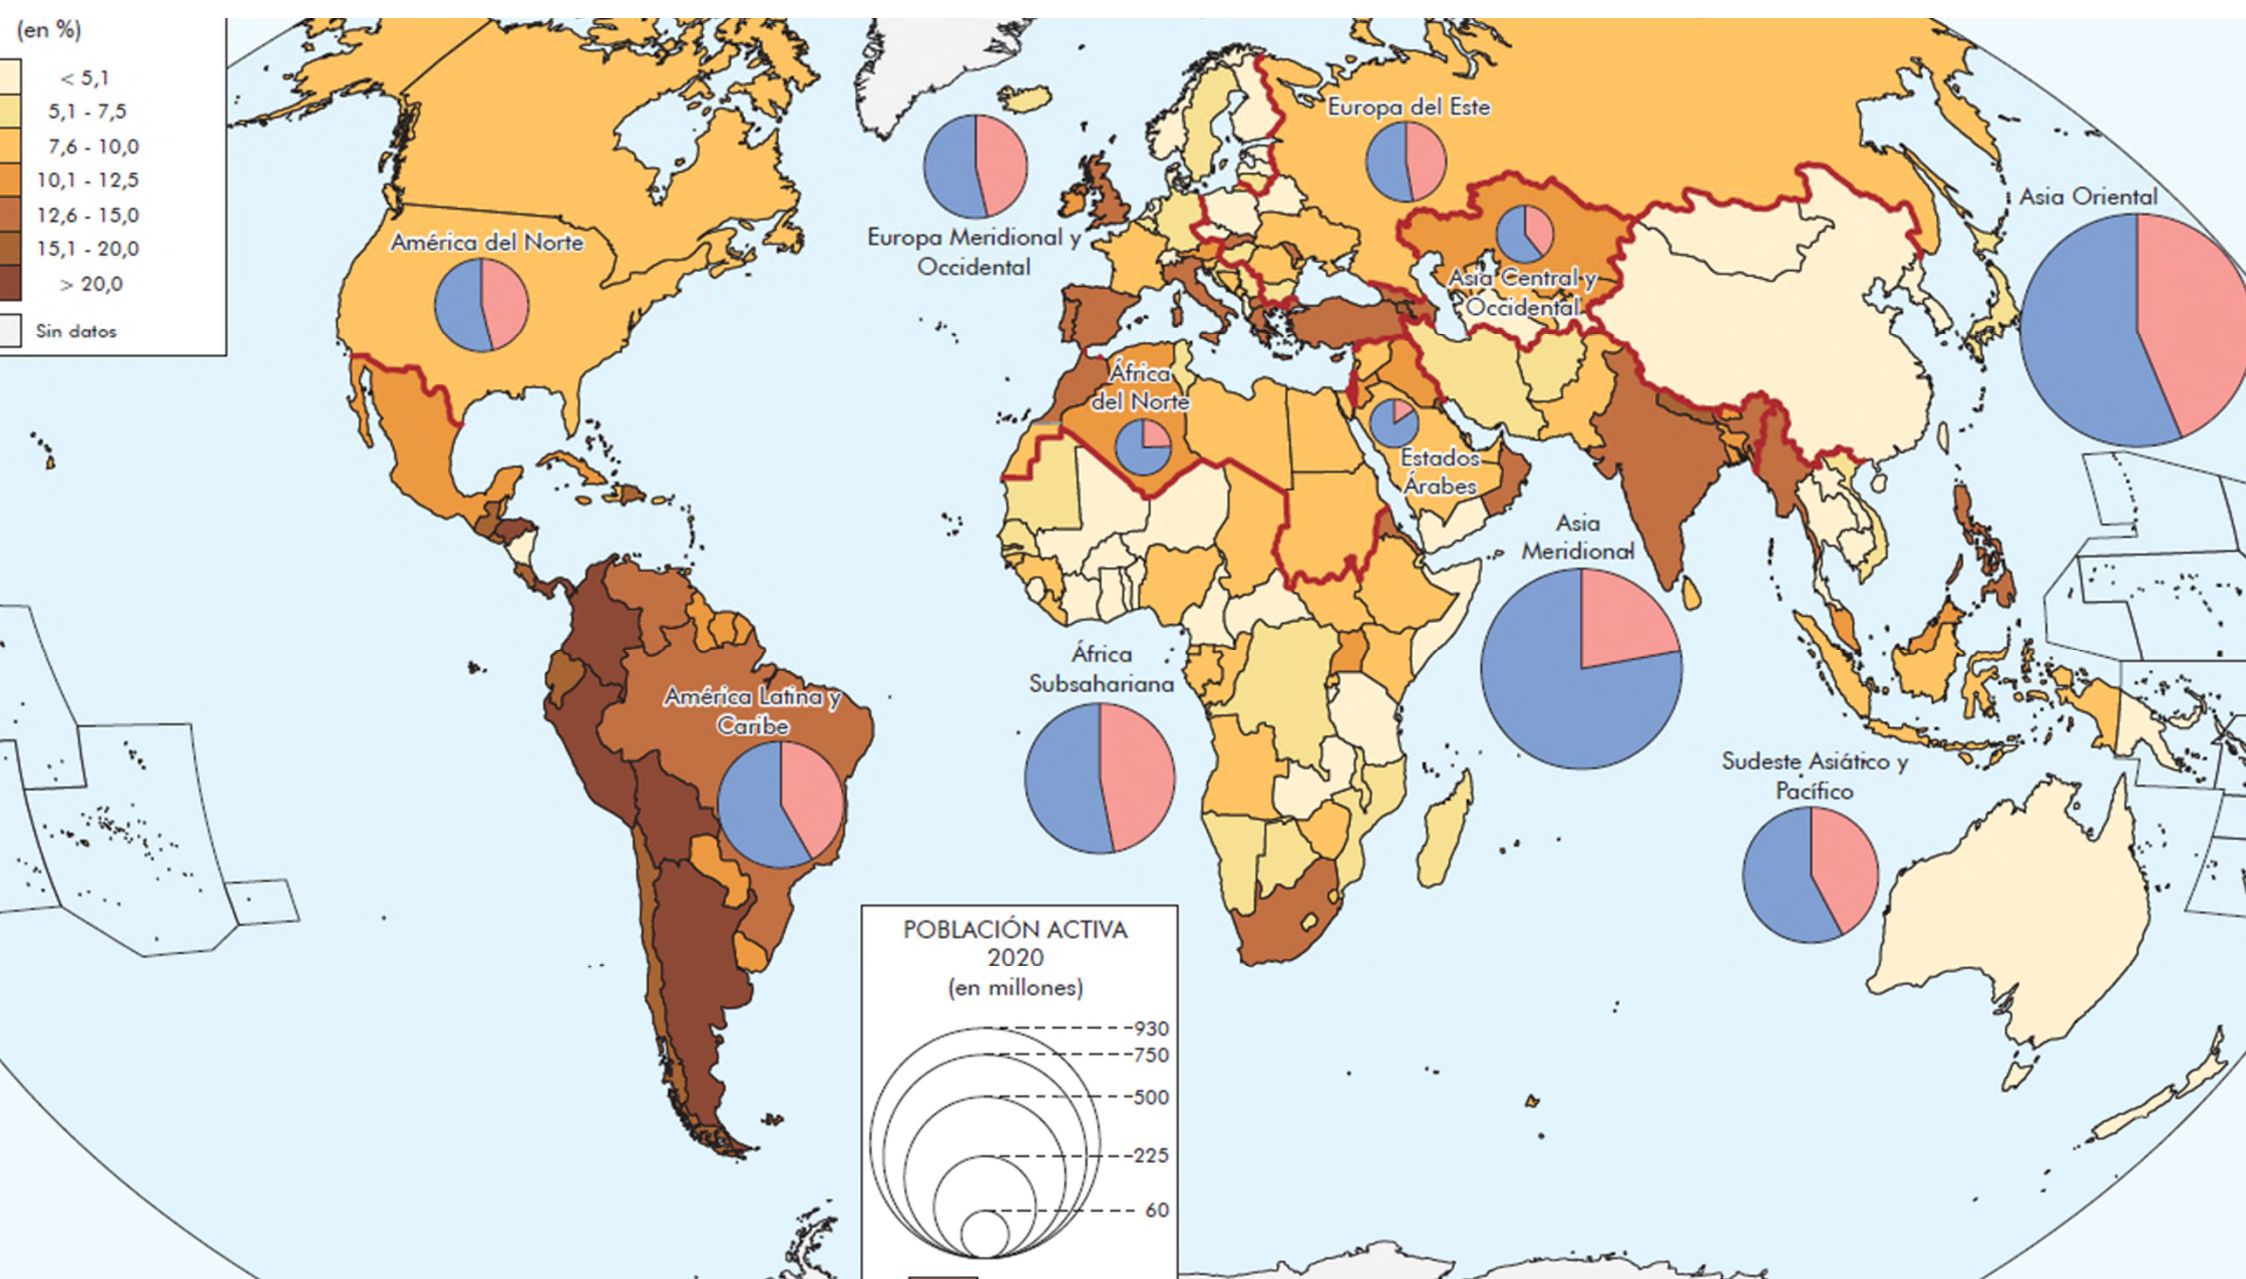 (en %)
< 5,1
5,1 - 7,5
7,6 - 10,0
10,1 - 12,5
12,6 - 15,0
15,1 - 20,0
> 20,0
Sin datos
América del Norte
Europa Meridional y
Occidental
Europa del Este
Asia Oriental
Asia Central y
Occidental
África
del Norte
Estados
Árabes
Asia
Meridional
África
Subsahariana
América Latina y
Caribe
Sudeste Asiático y
Pacífico
POBLACIÓN ACTIVA
2020
(en millones)
930
750
500
225
60